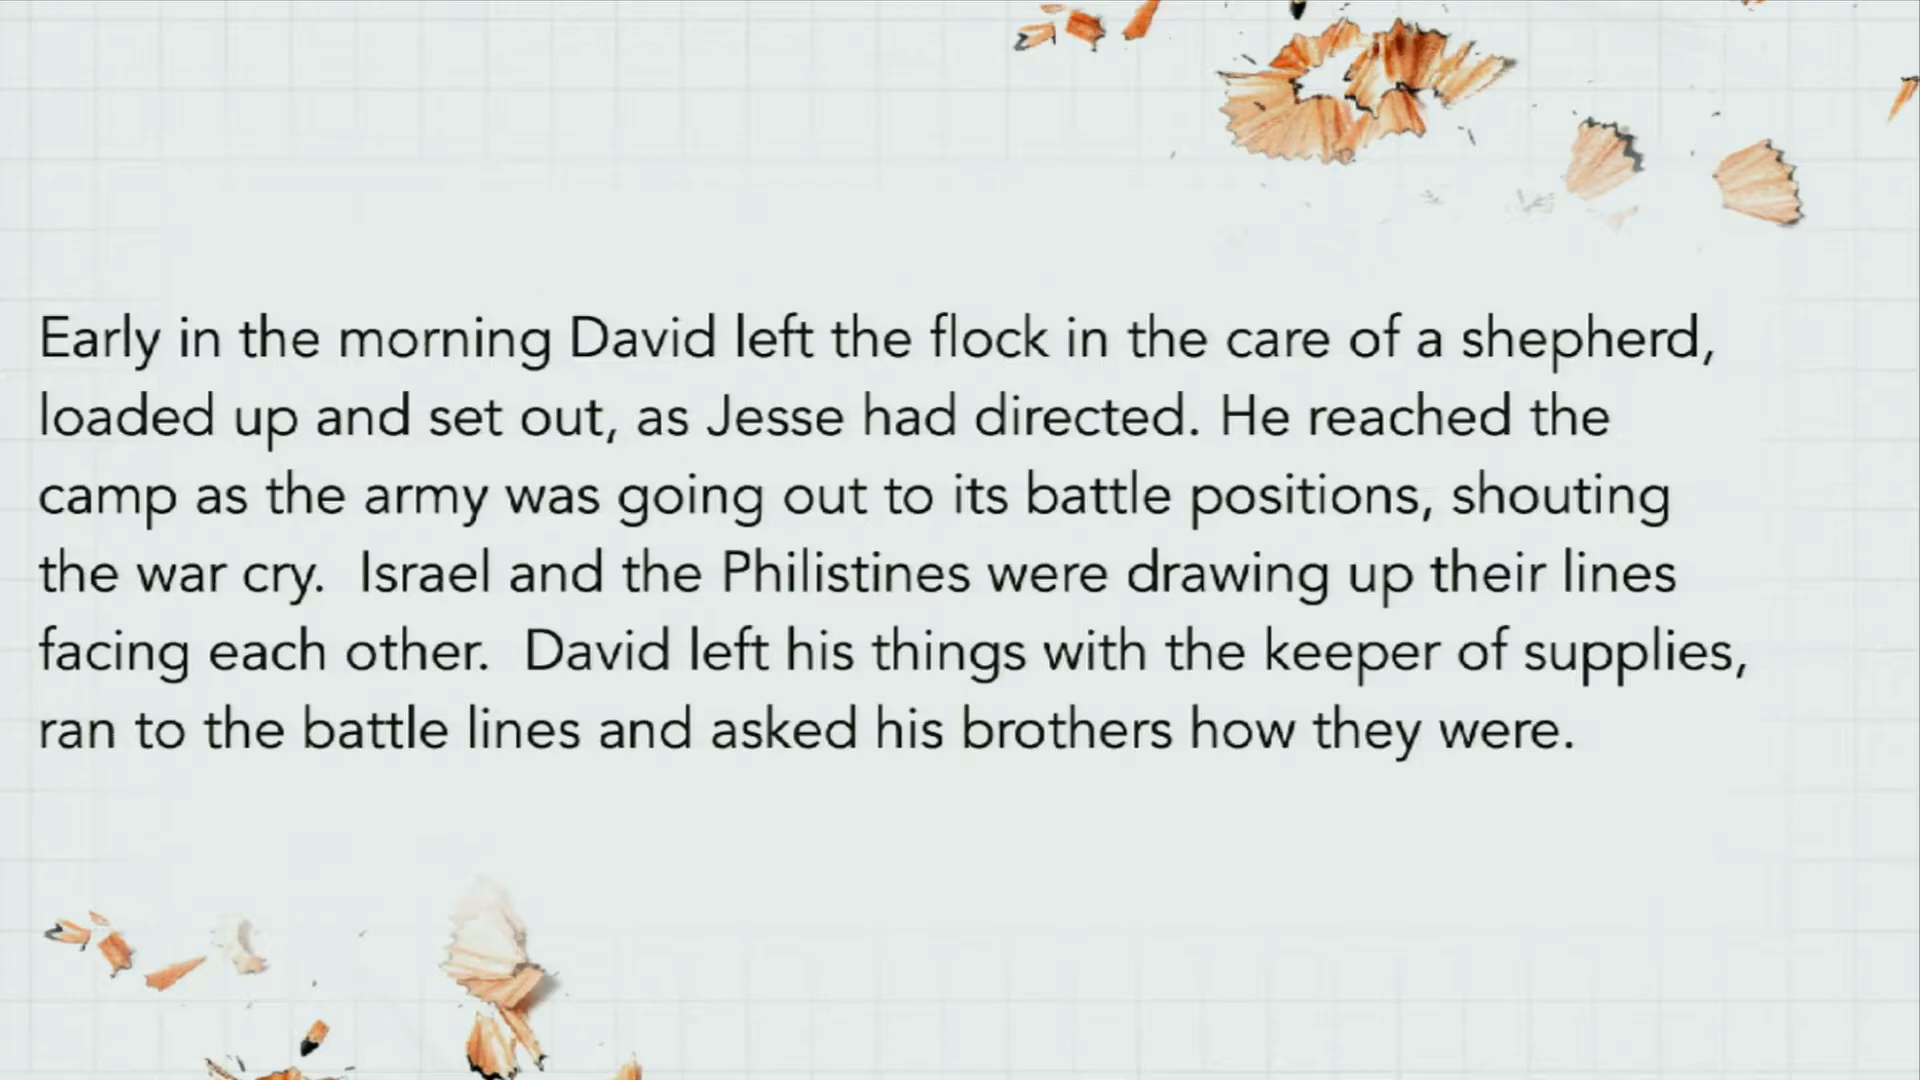 Early in the morning David left the flock in the care of a shepherd,
loaded up and set out, as Jesse had directed. He reached the
camp as the army was going out to its battle positions, shouting
the war cry.  Israel and the Philistines were drawing up their lines
facing each other.  David left his things with the keeper of supplies,
ran to the battle lines and asked his brothers how they were.